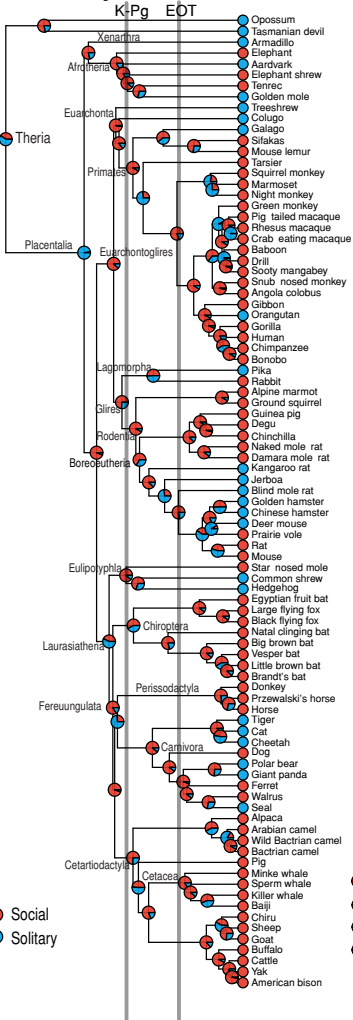 K-Pg EOT
Opossum
Tasmanian devil
Xenarthra
Armadillo
Elephant
Afrotheria
Aardvark
Elephant shrew
Tenrec
Golden mole
Euarchonta
Treeshrew
Colugo
Galago
Theria
Sifakas
Mouse lemur
Primates
Tarsier
Squirrel monkey
Marmoset
Night monkey
Green monkey
Pig tailed macaque
Rhesus macaque
Crab eating macaque
Placentalia
Euarchontoglires
Baboon
Drill
Sooty mangabey
Snub nosed monkey
Angola colobus
Gibbon
Orangutan
Gorilla
Human
Chimpanzee
Bonobo
Lagomorpha
Pika
Rabbit
Alpine marmot
Ground squirrel
Glires
Guinea pig
Degu
Rodentia
Chinchilla
Naked mole rat
Damara mole rat
Boreoeutheria
Kangaroo rat
Jerboa
Blind mole rat
Golden hamster
Chinese hamster
Deer mouse
Prairie vole
Rat
Mouse
Eulipotyphla
Star nosed mole
Common shrew
Hedgehog
Egyptian fruit bat
Large flying fox
Black flying fox
Chiroptera
Natal clinging bat
Laurasiatheria
Big brown bat
Vesper bat
Little brown bat
Brandt's bat
Perissodactyla
Donkey
Przewalski's horse
Fereuungulata
Horse
Tiger
Cat
Cheetah
Carnivora
Dog
Polar bear
Giant panda
Ferret
Walrus
Seal
Alpaca
Arabian camel
Wild Bactrian camel
Bactrian camel
Cetartiodactyla
Pig
Cetacea
Minke whale
Sperm whale
Killer whale
Baiji
Social
Chiru
Sheep
Solitary
Goat
Buffalo
Cattle
Yak
American bison